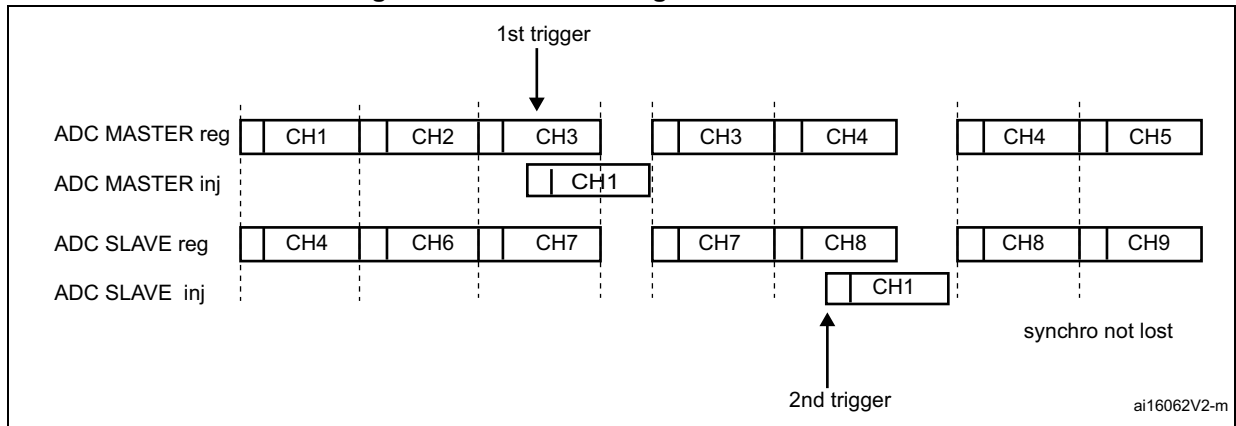 1st trigger
ADC MASTER reg CH1 CH2 CH3 CH3 CH4 CH4 CH5
ADC MASTER inj CH1
ADC SLAVE reg CH4 CH6 CH7 CH7 CH8 CH8 CH9
ADC SLAVE inj CH1
synchro not lost
2nd trigger
ai16062V2-m